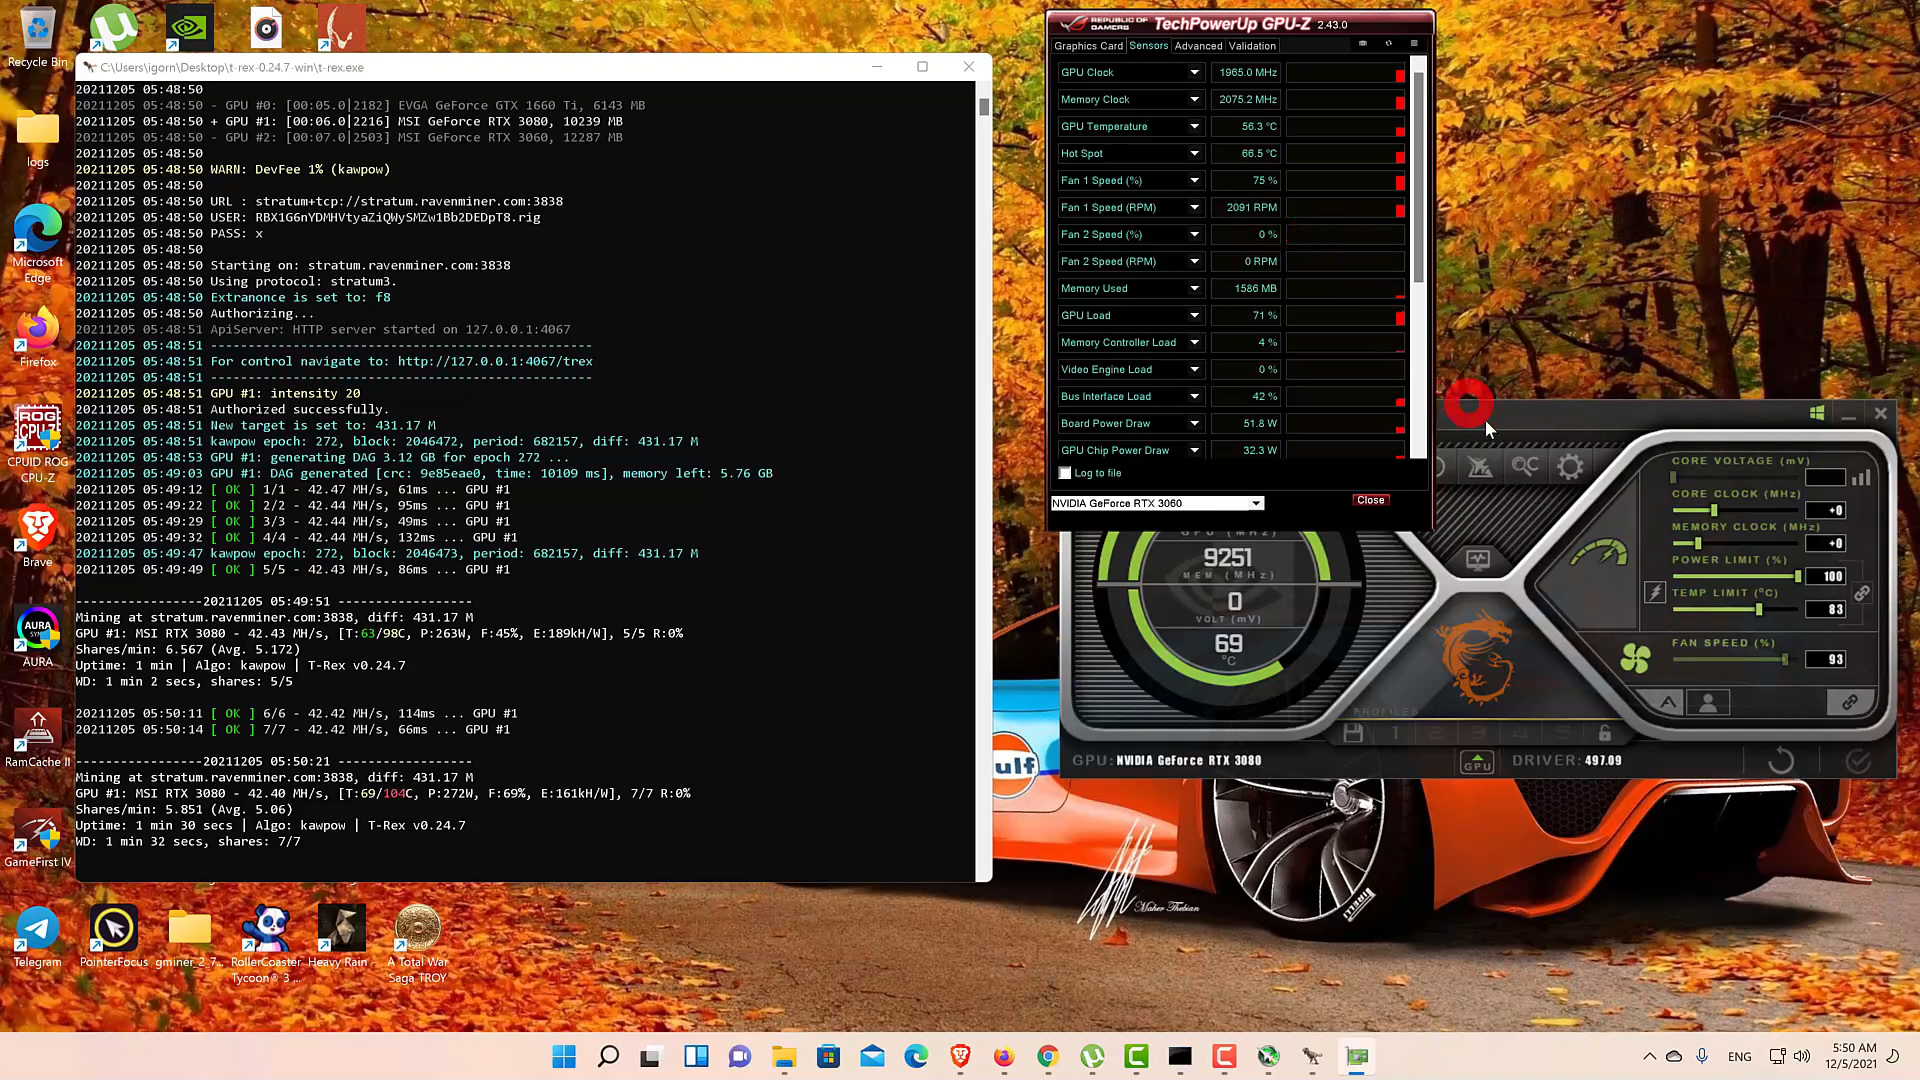 Recycle Bin
logs
Microsoft
Edge
Firefox
CPUID ROG
CPU-Z
Brave
AURA
RamCache II
GameFirst IV
Telegram
PointerFocus
gminer_2_7...
RollerCoaster
Tycoon® 3 ...
Heavy Rain
A Total War
Saga TROY
C:\Users\igorn\Desktop\t-rex-0.24.7-win\t-rex.exe
20211205 05:48:50
20211205 05:48:50 - GPU #0: [00:05.0|2182] EVGA GeForce GTX 1660 Ti, 6143 MB
20211205 05:48:50 + GPU #1: [00:06.0|2216] MSI GeForce RTX 3080, 10239 MB
20211205 05:48:50 - GPU #2: [00:07.0|2503] MSI GeForce RTX 3060, 12287 MB
20211205 05:48:50
20211205 05:48:50 WARN: DevFee 1% (kawpow)
20211205 05:48:50
20211205 05:48:50 URL : stratum+tcp://stratum.ravenminer.com:3838
20211205 05:48:50 USER: RBX1G6nYDMHVtyaZiQWySMZw1Bb2DEDpT8.rig
20211205 05:48:50 PASS: x
20211205 05:48:50
20211205 05:48:50 Starting on: stratum.ravenminer.com:3838
20211205 05:48:50 Using protocol: stratum3.
20211205 05:48:50 Extranonce is set to: f8
20211205 05:48:50 Authorizing...
20211205 05:48:51 ApiServer: HTTP server started on 127.0.0.1:4067
20211205 05:48:51 -------------------------------------------------
20211205 05:48:51 For control navigate to: http://127.0.0.1:4067/trex
20211205 05:48:51 -------------------------------------------------
20211205 05:48:51 GPU #1: intensity 20
20211205 05:48:51 Authorized successfully.
20211205 05:48:51 New target is set to: 431.17 M
20211205 05:48:51 kawpow epoch: 272, block: 2046472, period: 682157, diff: 431.17 M
20211205 05:48:53 GPU #1: generating DAG 3.12 GB for epoch 272 ...
20211205 05:49:03 GPU #1: DAG generated [crc: 9e85eae0, time: 10109 ms], memory left: 5.76 GB
20211205 05:49:12 [ OK ] 1/1 - 42.47 MH/s, 61ms ... GPU #1
20211205 05:49:22 [ OK ] 2/2 - 42.44 MH/s, 95ms ... GPU #1
20211205 05:49:29 [ OK ] 3/3 - 42.44 MH/s, 49ms ... GPU #1
20211205 05:49:32 [ OK ] 4/4 - 42.44 MH/s, 132ms ... GPU #1
20211205 05:49:47 kawpow epoch: 272, block: 2046473, period: 682157, diff: 431.17 M
20211205 05:49:49 [ OK ] 5/5 - 42.43 MH/s, 86ms ... GPU #1
----------------20211205 05:49:51 -----------------
Mining at stratum.ravenminer.com:3838, diff: 431.17 M
GPU #1: MSI RTX 3080 - 42.43 MH/s, [T:63/98C, P:263W, F:45%, E:189kH/W], 5/5 R:0%
Shares/min: 6.567 (Avg. 5.172)
Uptime: 1 min | Algo: kawpow | T-Rex v0.24.7
WD: 1 min 2 secs, shares: 5/5
20211205 05:50:11 [ OK ] 6/6 - 42.42 MH/s, 114ms ... GPU #1
20211205 05:50:14 [ OK ] 7/7 - 42.42 MH/s, 66ms ... GPU #1
----------------20211205 05:50:21 -----------------
Mining at stratum.ravenminer.com:3838, diff: 431.17 M
GPU #1: MSI RTX 3080 - 42.40 MH/s, [T:69/104C, P:272W, F:69%, E:161kH/W], 7/7 R:0%
Shares/min: 5.851 (Avg. 5.06)
Uptime: 1 min 30 secs | Algo: kawpow | T-Rex v0.24.7
WD: 1 min 32 secs, shares: 7/7
REPUBLIC OF
GAMERS
TechPowerUp GPU-Z 2.43.0
Graphics Card Sensors Advanced Validation
GPU Clock 1965.0 MHz
Memory Clock 2075.2 MHz
GPU Temperature 56.3 °C
Hot Spot 66.5 °C
Fan 1 Speed (%) 75 %
Fan 1 Speed (RPM) 2091 RPM
Fan 2 Speed (%) 0 %
Fan 2 Speed (RPM) 0 RPM
Memory Used 1586 MB
GPU Load 71 %
Memory Controller Load 4 %
Video Engine Load 0 %
Bus Interface Load 42 %
Board Power Draw 51.8 W
GPU Chip Power Draw 32.3 W
Log to file
NVIDIA GeForce RTX 3060
Close
GPU (MHz)
9251
MEM (MHz)
0
VOLT (mV)
69
°C
CORE VOLTAGE (mV)
CORE CLOCK (MHz)
+0
MEMORY CLOCK (MHz)
+0
POWER LIMIT (%)
100
TEMP LIMIT (°C)
83
FAN SPEED (%)
93
A
PROFILES
1 2 3 4 5
GPU: NVIDIA GeForce RTX 3080
GPU
DRIVER: 497.09
ulf
Maher Thebian
PIRELLI
ENG
5:50 AM
12/5/2021